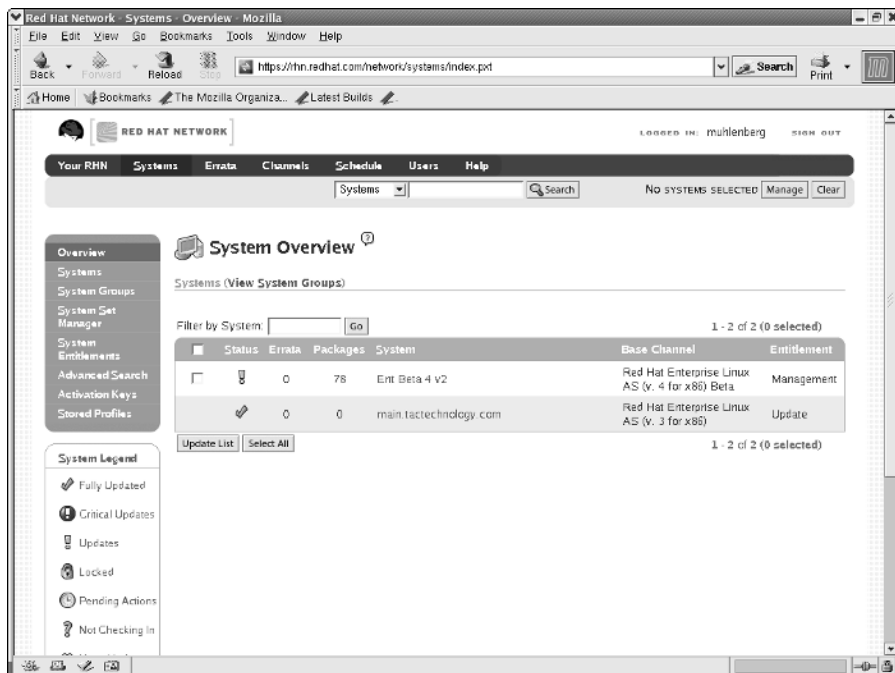 Red Hat Network - Systems - Overview - Mozilla
File Edit View Go Bookmarks Tools Window Help
Back Forward Reload Stop https://rhn.redhat.com/network/systems/index.pxt Search Print
Home Bookmarks The Mozilla Organiza... Latest Builds
RED HAT NETWORK LOGGED IN: muhlenberg SIGN OUT
Your RHN Systems Errata Channels Schedule Users Help
Systems Search NO SYSTEMS SELECTED Manage Clear
Overview
Systems
System Groups
System Set
Manager
System
Entitlements
Advanced Search
Activation Keys
Stored Profiles
System Legend
Fully Updated
Critical Updates
Updates
Locked
Pending Actions
Not Checking In
System Overview ?
Systems (View System Groups)
Filter by System: Go 1 - 2 of 2 (0 selected)
Status Errata Packages System Base Channel Entitlement
0 78 Ent Beta 4 v2 Red Hat Enterprise Linux
AS (v. 4 for x86) Beta Management
0 0 main.tactechnology.com Red Hat Enterprise Linux
AS (v. 3 for x86) Update
Update List Select All 1 - 2 of 2 (0 selected)